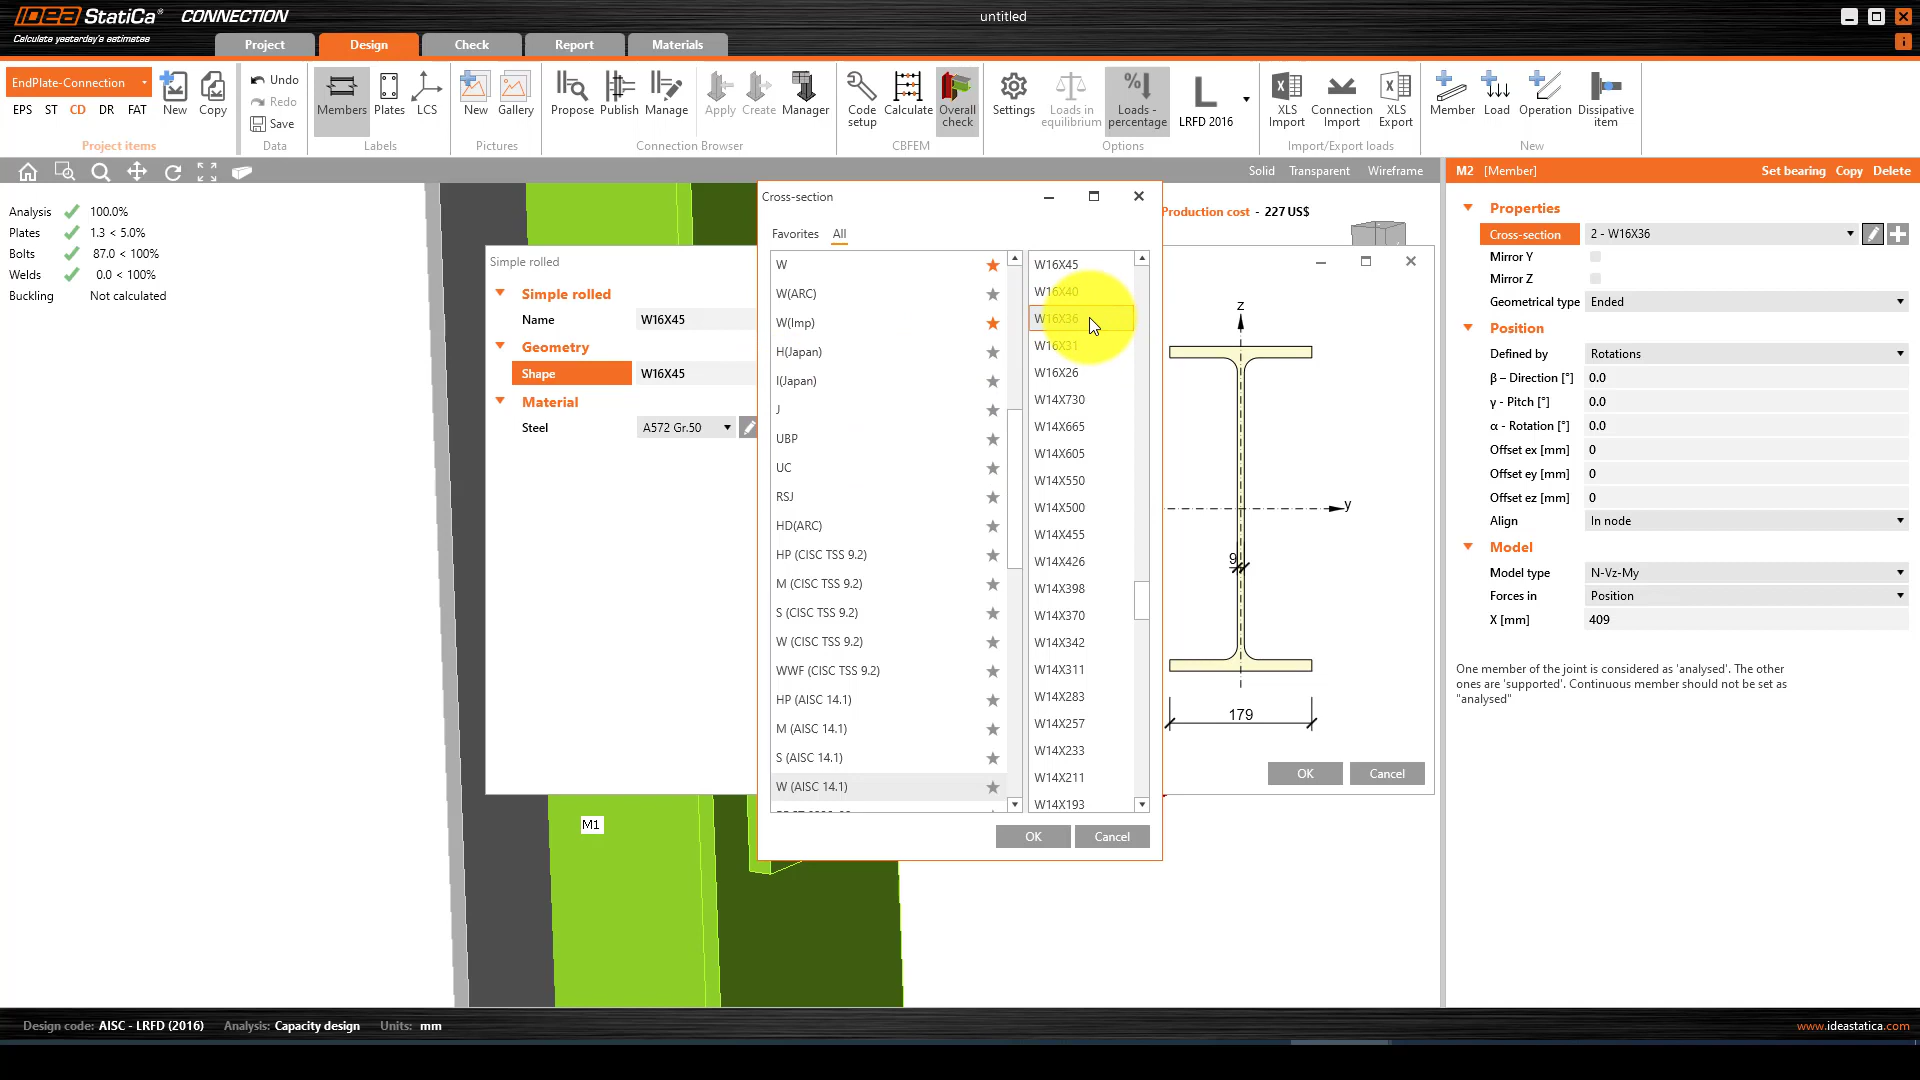 IDEA StatiCa® CONNECTION
Calculate yesterday's estimates
untitled
Project
Design
Check
Report
Materials
EndPlate-Connection
EPS ST CD DR FAT
New
Copy
Project items
Undo
Redo
Save
Data
Members
Plates
LCS
Labels
New
Gallery
Pictures
Propose
Publish
Manage
Apply
Create
Manager
Connection Browser
Code setup
Calculate
Overall check
CBFEM
Settings
Loads in equilibrium
Loads - percentage
LRFD 2016
Options
XLS Import
Connection Import
XLS Export
Import/Export loads
Member
Load
Operation
Dissipative item
New
Solid
Transparent
Wireframe
M2 [Member]
Set bearing
Copy
Delete
Analysis 100.0%
Plates 1.3 < 5.0%
Bolts 87.0 < 100%
Welds 0.0 < 100%
Buckling Not calculated
Production cost - 227 US$
Simple rolled
Simple rolled
Name W16X45
Geometry
Shape W16X45
Material
Steel A572 Gr.50
Cross-section
Favorites All
W
W(ARC)
W(Imp)
H(Japan)
I(Japan)
J
UBP
UC
RSJ
HD(ARC)
HP (CISC TSS 9.2)
M (CISC TSS 9.2)
S (CISC TSS 9.2)
W (CISC TSS 9.2)
WWF (CISC TSS 9.2)
HP (AISC 14.1)
M (AISC 14.1)
S (AISC 14.1)
W (AISC 14.1)
W16X45
W16X40
W16X36
W16X31
W16X26
W14X730
W14X665
W14X605
W14X550
W14X500
W14X455
W14X426
W14X398
W14X370
W14X342
W14X311
W14X283
W14X257
W14X233
W14X211
W14X193
OK
Cancel
z
y
9
179
OK
Cancel
M1
Properties
Cross-section 2 - W16X36
Mirror Y
Mirror Z
Geometrical type Ended
Position
Defined by Rotations
β – Direction [°] 0.0
γ - Pitch [°] 0.0
α - Rotation [°] 0.0
Offset ex [mm] 0
Offset ey [mm] 0
Offset ez [mm] 0
Align In node
Model
Model type N-Vz-My
Forces in Position
X [mm] 409
One member of the joint is considered as 'analysed'. The other
ones are 'supported'. Continuous member should not be set as
"analysed"
Design code: AISC - LRFD (2016) Analysis: Capacity design Units: mm
www.ideastatica.com